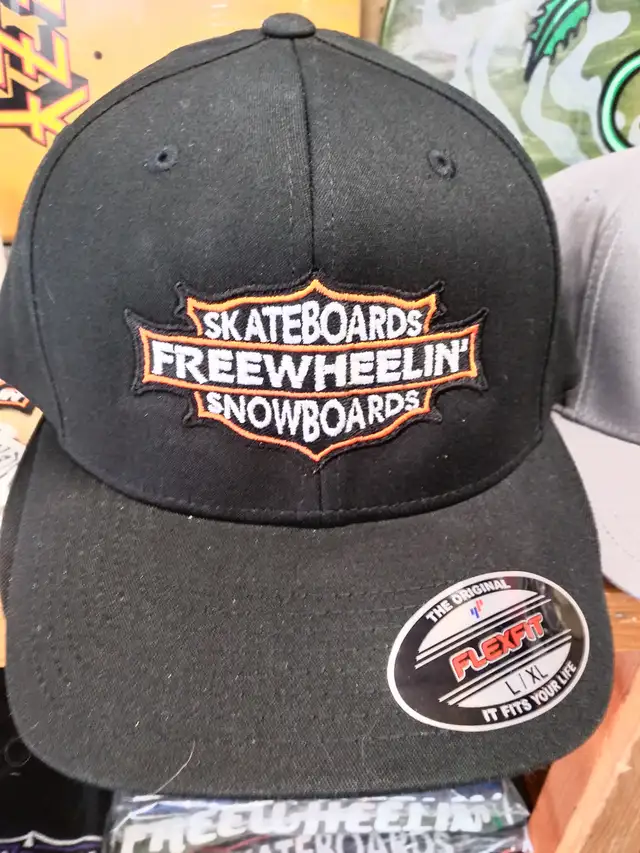 SKATEBOARDS
FREEWHEELIN'
SNOWBOARDS
THE ORIGINAL
FLEXFIT
L/XL
IT FITS YOUR LIFE
FREEWHEELIN'
SKATEBOARDS